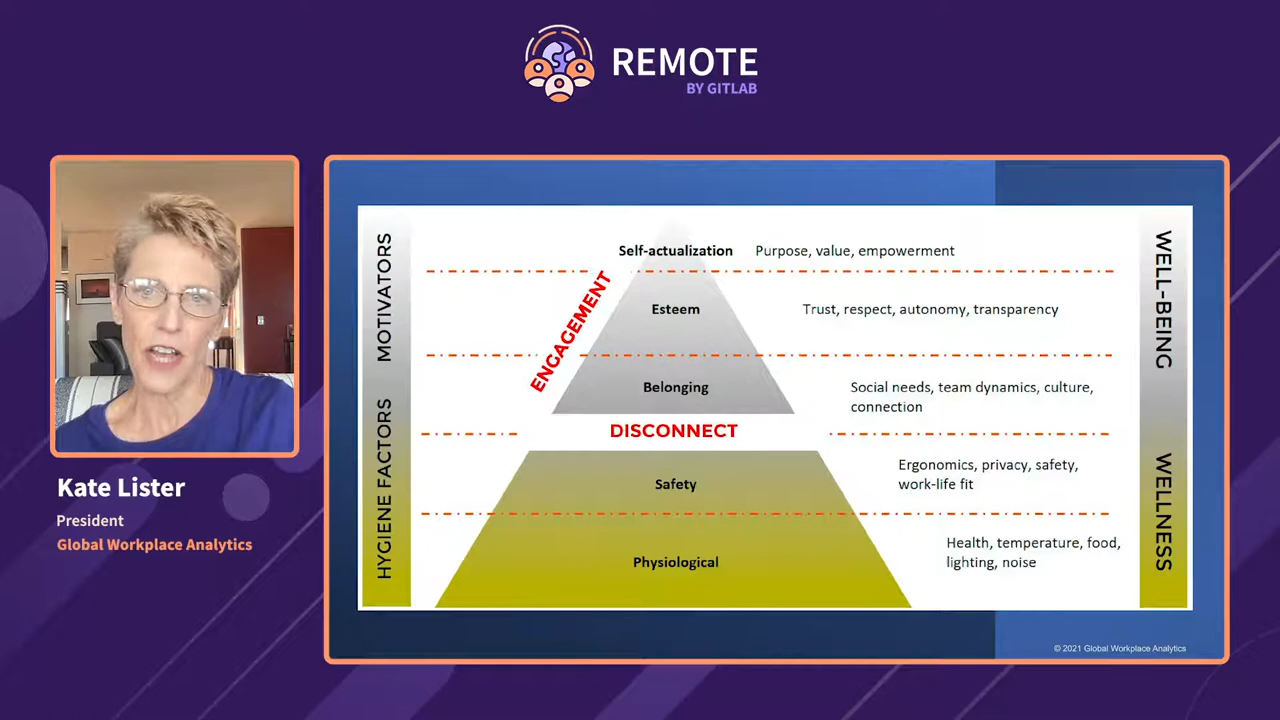 REMOTE
BY GITLAB
Kate Lister
President
Global Workplace Analytics
MOTIVATORS
HYGIENE FACTORS
Self-actualization
Purpose, value, empowerment
ENGAGEMENT
Esteem
Trust, respect, autonomy, transparency
Belonging
Social needs, team dynamics, culture,
connection
DISCONNECT
Safety
Ergonomics, privacy, safety,
work-life fit
Physiological
Health, temperature, food,
lighting, noise
WELL-BEING
WELLNESS
© 2021 Global Workplace Analytics